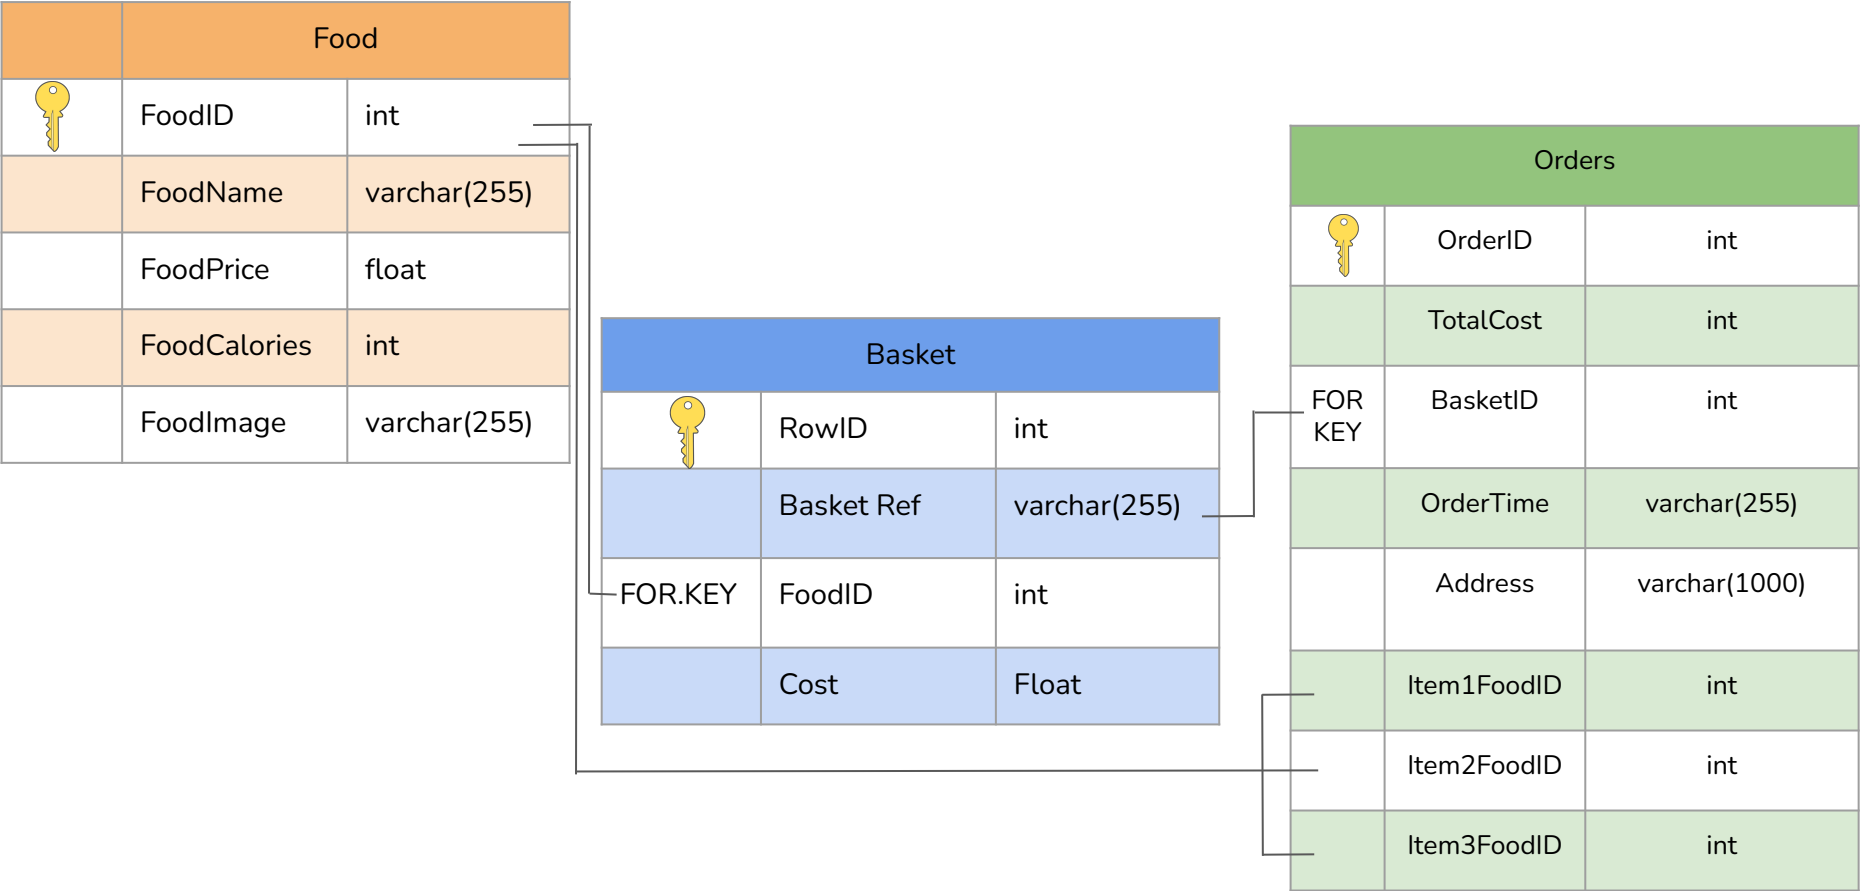 Food
FoodID int
FoodName varchar(255)
FoodPrice float
FoodCalories int
FoodImage varchar(255)
Basket
RowID int
Basket Ref varchar(255)
FOR.KEY FoodID int
Cost Float
Orders
OrderID int
TotalCost int
FOR BasketID int
KEY
OrderTime varchar(255)
Address varchar(1000)
Item1FoodID int
Item2FoodID int
Item3FoodID int